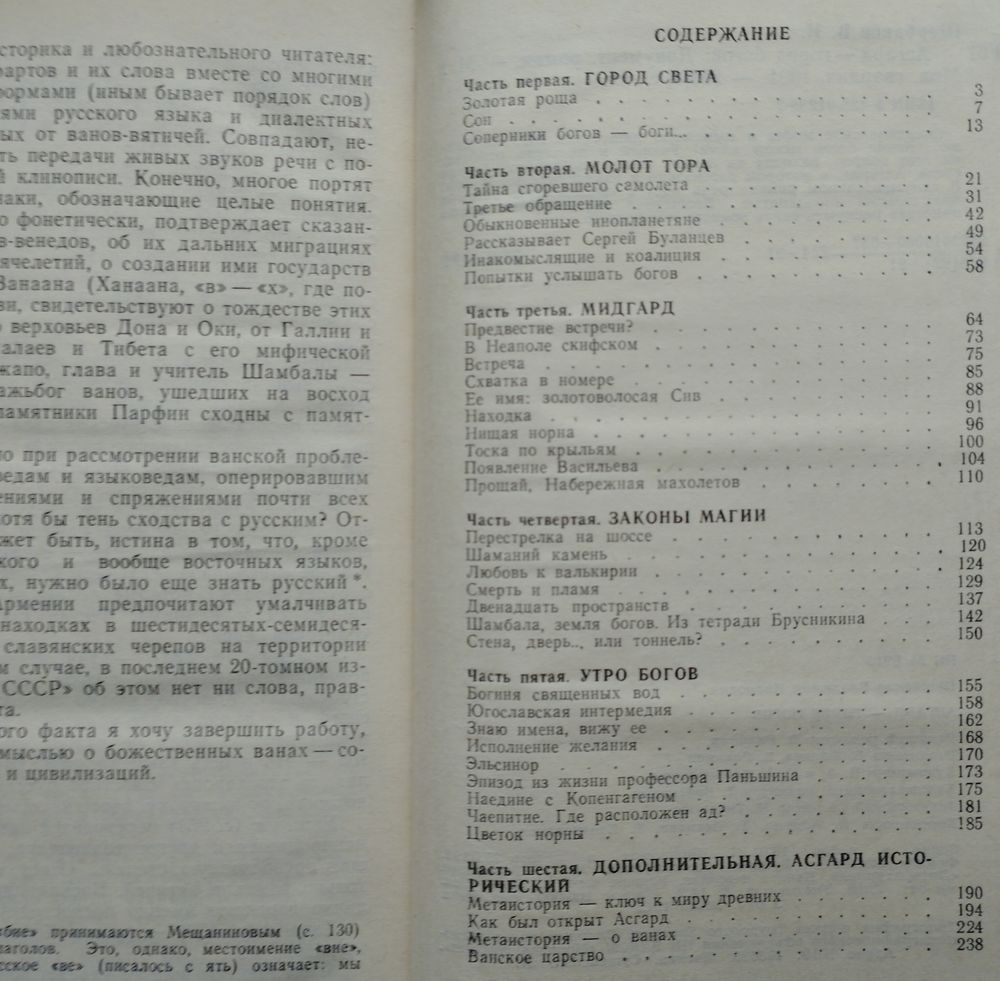 сторика и любознательного читателя:
артов и их слова вместе со многими
ормами (иным бывает порядок слов)
ями русского языка и диалектных
ых от ванов-вятичей. Совпадают, не-
ть передачи живых звуков речи с по-
й клинописи. Конечно, многое портят
наки, обозначающие целые понятия.
о фонетически, подтверждает сказан-
в-венедов, об их дальних миграциях
ячелетий, о создании ими государств
Ванаана (Ханаана, «в» — «х», где по-
ви, свидетельствуют о тождестве этих
о верховьев Дона и Оки, от Галлии и
алаев и Тибета с его мифической
жапо, глава и учитель Шамбалы —
ажьбог ванов, ушедших на восход
памятники Парфин сходны с памят-
но при рассмотрении ванской пробле-
ведам и языковедам, оперировавшим
ениями и спряжениями почти всех
отя бы тень сходства с русским? От-
жет быть, истина в том, что, кроме
кого и вообще восточных языков,
х, нужно было еще знать русский *.
Армении предпочитают умалчивать
находках в шестидесятых-семидеся-
славянских черепов на территории
м случае, в последнем 20-томном из-
СССР» об этом нет ни слова, прав-
та.
ого факта я хочу завершить работу,
мыслью о божественных ванах — со-
и цивилизаций.
«бие» принимаются Мещаниновым (с. 130)
лаголов. Это, однако, местоимение «вие»,
сское «ве» (писалось с ять) означает: мы
СОДЕРЖАНИЕ
Часть первая. ГОРОД СВЕТА
Золотая роща . . . . . . . . . . 3
Сон . . . . . . . . . . 7
Соперники богов — боги... . . . . . . . . 13
Часть вторая. МОЛОТ ТОРА
Тайна сгоревшего самолета . . . . . . . 21
Третье обращение . . . . . . . . . 31
Обыкновенные инопланетяне . . . . . . . 42
Рассказывает Сергей Буланцев . . . . . . . 49
Инакомыслящие и коалиция . . . . . . . 54
Попытки услышать богов . . . . . . . . 58
Часть третья. МИДГАРД
Предвестие встречи? . . . . . . . . 64
В Неаполе скифском . . . . . . . . 73
Встреча . . . . . . . . . . 75
Схватка в номере . . . . . . . . . 85
Ее имя: золотоволосая Сив . . . . . . . 88
Находка . . . . . . . . . . 91
Нищая норна . . . . . . . . . 96
Тоска по крыльям . . . . . . . . . 100
Появление Васильева . . . . . . . . 104
Прощай, Набережная махолетов . . . . . . 110
Часть четвертая. ЗАКОНЫ МАГИИ
Перестрелка на шоссе . . . . . . . . 113
Шаманий камень . . . . . . . . . 120
Любовь к валькирии . . . . . . . . 124
Смерть и пламя . . . . . . . . . 129
Двенадцать пространств . . . . . . . . 137
Шамбала, земля богов. Из тетради Брусникина . . . 142
Стена, дверь.., или тоннель? . . . . . . . 150
Часть пятая. УТРО БОГОВ
Богиня священных вод . . . . . . . . 155
Югославская интермедия . . . . . . . . 158
Знаю имена, вижу ее . . . . . . . . 162
Исполнение желания . . . . . . . . 168
Эльсинор . . . . . . . . . . 170
Эпизод из жизни профессора Паньшина . . . . . 173
Наедине с Копенгагеном . . . . . . . . 175
Чаепитие. Где расположен ад? . . . . . . . 181
Цветок норны . . . . . . . . . 185
Часть шестая. ДОПОЛНИТЕЛЬНАЯ. АСГАРД ИСТО-
РИЧЕСКИЙ
Метаистория — ключ к миру древних . . . . . 190
Как был открыт Асгард . . . . . . . . 194
Метаистория — о ванах . . . . . . . . 224
Ванское царство . . . . . . . . . 238